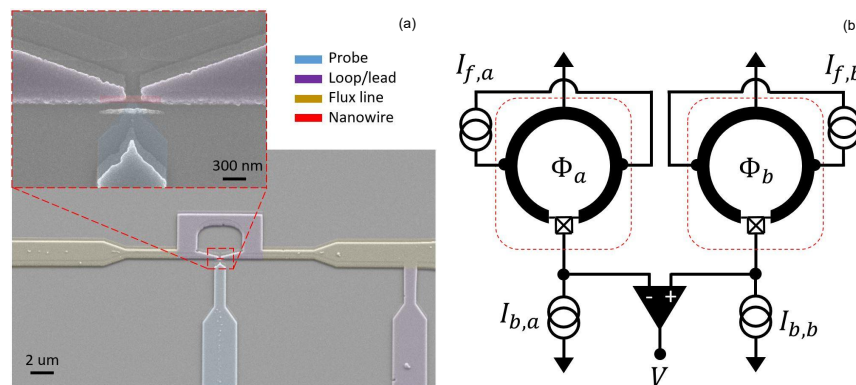 (a)
Probe
Loop/lead
Flux line
Nanowire
300 nm
2 um
(b
I_{f,a}
I_{f,b}
Φ_a
Φ_b
- +
I_{b,a}
I_{b,b}
V